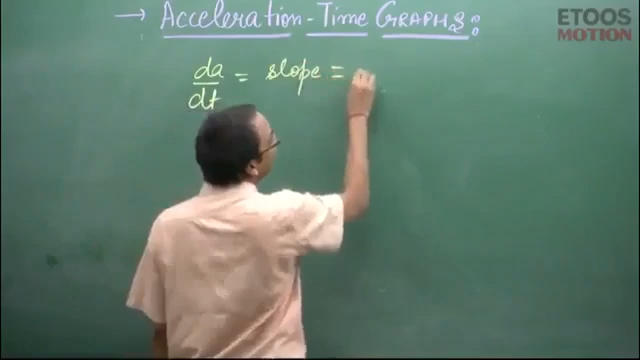 → Acceleration-Time GRAPHS:
da/dt = slope =
ETOOS
MOTION